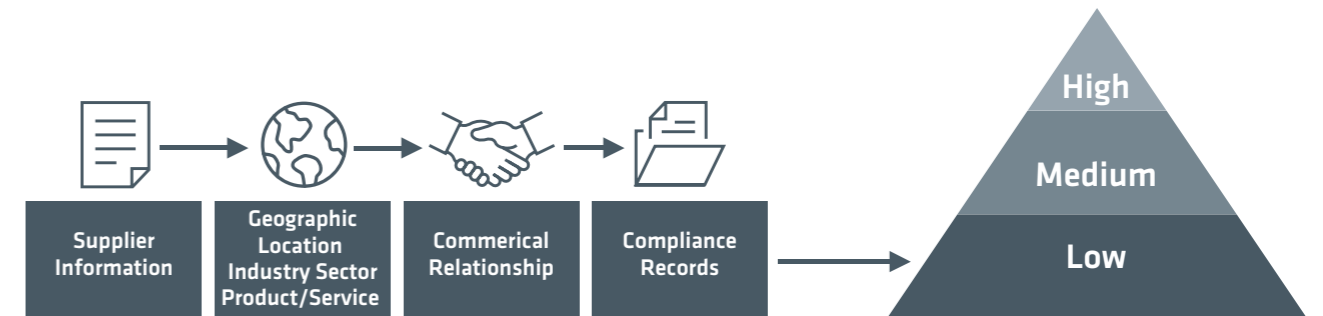 Supplier
Information
Geographic
Location
Industry Sector
Product/Service
Commerical
Relationship
Compliance
Records
High
Medium
Low